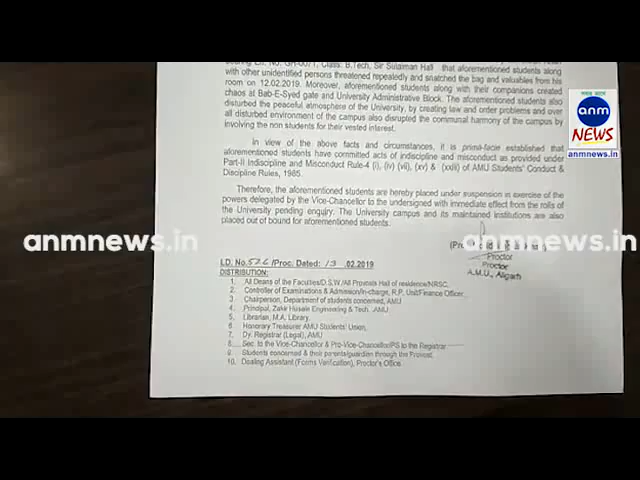 No. GH-0071, Class: B.Tech, Sir Sulaiman Hall that aforementioned students along
with other unidentified persons threatened repeatedly and snatched the bag and valuables from his
room on 12.02.2019. Moreover, aforementioned students along with their companions created
chaos at Bab-E-Syed gate and University Administrative Block. The aforementioned students also
disturbed the peaceful atmosphere of the University, by creating law and order problems and over
all disturbed environment of the campus also disrupted the communal harmony of the campus by
involving the non students for their vested interest.
In view of the above facts and circumstances, it is prima-facie established that
aforementioned students have committed acts of indiscipline and misconduct as provided under
Part-II Indiscipline and Misconduct Rule-4 (i), (iv) (vii), (xv) & (xxiii) of AMU Students' Conduct &
Discipline Rules, 1985.
Therefore, the aforementioned students are hereby placed under suspension in exercise of the
powers delegated by the Vice-Chancellor to the undersigned with immediate effect from the rolls of
the University pending enquiry. The University campus and its maintained institutions are also
placed out of bound for aforementioned students.
Proctor
Proctor
A.M.U., Aligarh
I.D. No. /Proc. Dated: 13 .02.2019
DISTRIBUTION:
1. All Deans of the Faculties/D.S.W./All Provosts Hall of residence/NRSC,
2. Controller of Examinations & Admission/In-charge, R.P. Unit/Finance Officer,
3. Chairperson, Department of students concerned, AMU
4. Principal, Zakir Husain Engineering & Tech. AMU
5. Librarian, M.A. Library.
6. Honorary Treasurer AMU Students' Union,
7. Dy. Registrar (Legal), AMU
8. Sec. to the Vice-Chancellor & Pro-Vice-Chancellor/PS to the Registrar
9. Students concerned & their parents/guardian through the Provost.
10. Dealing Assistant (Forms Verification), Proctor's Office.
anm
NEWS
anmnews.in
anmnews.in
anmnews.in
anmnews.in
anmnews.in